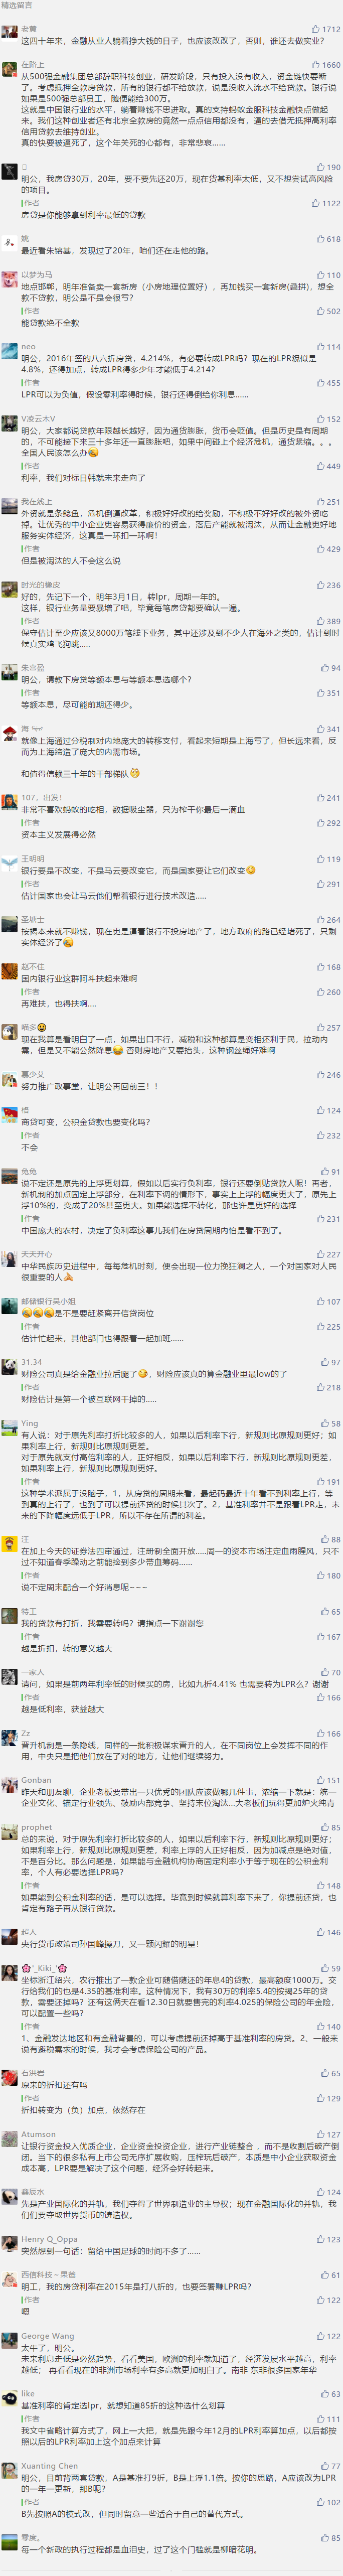 精选留言
老黄 1712
这四十年来，金融从业人躺着挣大钱的日子，也应该改改了，否则，谁还去做实业？
在路上 1660
从500强金融集团总部辞职科技创业，研发阶段，只有投入没有收入，资金链快要断
了。考虑抵押全款房贷款，所有的银行都不给放款，说是没收入流水不给贷款。银行说
如果是500强总部员工，随便能给300万。
这就是中国银行业的水平，躺着赚钱不思进取。真的支持蚂蚁金服科技金融快点做起
来。我们这种创业者还有北京全款房的竟然一点点信用都没有，逼的去借无抵押高利率
信用贷款去维持创业。
真的快要被逼死了，这个年关死的心都有，非常悲哀……
190
明公，我房贷30万，20年，要不要先还20万，现在货基利率太低，又不想尝试高风险
的项目。
作者 1122
房贷是你能够拿到利率最低的贷款
姚 618
最近看朱镕基，发现过了20年，咱们还在走他的路。
以梦为马 110
地点邯郸，明年准备卖一套新房（小房地理位置好），再加钱买一套新房(骉拼)，想全
款不贷款，明公是不是会很亏？
作者 502
能贷款绝不全款
neo 114
明公，2016年签的八六折房贷，4.214%，有必要转成LPR吗？现在的LPR貌似是
4.8%，还得加点，转成LPR得多少年才能低于4.214？
作者 455
LPR可以为负值，假设零利率得时候，银行还得倒给你利息……
V凌云木V 152
明公，大家都说贷款年限越长越好，因为通货膨胀，货币会贬值。但是历史是有周期
的，不可能接下来三十多年还一直膨胀吧，如果中间碰上个经济危机，通货紧缩。。。
全国人民该怎么办
作者 449
利率，我们对标日韩就未来走向了
我在线上 251
外资就是条鲶鱼，危机倒逼改革，积极好好改的给奖励，不积极不好好改的被外资吃
掉。让优秀的中小企业更容易获得廉价的资金，落后产能就被淘汰，从而让金融更好地
服务实体经济，这真是一环扣一环啊！
作者 429
但是被淘汰的人不会这么说
时光的橡皮 236
好的，先记下一个，明年3月1日，转lpr，周期一年的。
这样，银行业务量要暴增了吧，毕竟每笔房贷都要确认一遍。
作者 389
保守估计至少应该又8000万笔线下业务，其中还涉及到不少人在海外之类的，估计到时
候真实鸡飞狗跳.....
朱赛盈 94
明公，请教下房贷等额本息与等额本息选哪个？
作者 351
等额本息，尽可能前期还得少。
海 341
就像上海通过分税制对内地庞大的转移支付，看起来短期是上海亏了，但长远来看，反
而为上海缔造了庞大的内需市场。
和值得信赖三十年的干部梯队
107，出发！ 241
非常不喜欢蚂蚁的吃相，数据吸尘器，只为榨干你最后一滴血
作者 292
资本主义发展得必然
王明明 119
银行要是不改变，不是马云要改变它，而是国家要让它们改变
作者 291
估计国家也会让马云他们帮着银行进行技术改造.....
圣墉士 264
按揭本来就不赚钱，现在更是逼着银行不投房地产了，地方政府的路已经堵死了，只剩
实体经济了
赵不住 168
国内银行业这群阿斗扶起来难啊
作者 260
再难扶，也得扶啊....
257
现在我算是看明白了一点，如果出口不行，减税和这种都算是变相还利于民，拉动内
需，但是又不能公然降息 否则房地产又要抬头，这种钢丝绳好难啊
慕少艾 246
努力推广政事堂，让明公再回前三！！
惜 124
商贷可变，公积金贷款也要变化吗？
作者 232
不会
兔兔 91
说不定还是原先的上浮更划算，假如以后实行负利率，银行还要倒贴贷款人呢！再者，
新机制的加点固定上浮部分，在利率下调的情形下，事实上上浮的幅度更大了，原先上
浮10%的，变成了20%甚至更大。如果能选择不转化，那也许是更好的选择
作者 231
中国庞大的农村，决定了负利率这事儿我们在房贷周期内怕是看不到了。
天天开心 227
中华民族历史进程中，每每危机时刻，便会出现一位力挽狂澜之人，一个对国家对人民
很重要的人
邮储银行吴小姐 107
是不是要赶紧离开信贷岗位
作者 225
估计忙起来，其他部门也得跟着一起加班……
31.34 97
财险公司真是给金融业拉后腿了，财险应该真的算金融业里最low的了
作者 218
财险估计是第一个被互联网干掉的.....
Ying 58
有人说：对于原先利率打折比较多的人，如果以后利率下行，新规则比原规则更好；如
果利率上行，新规则比原规则更差。
对于原先就支付高倍利率的人，正好相反，如果以后利率下行，新规则比原规则更差，
如果利率上行，新规则比原规则更好。
作者 191
这种学术派属于没脑子，1，从房贷的周期来看，最起码最近十年看不到利率上行，等
到真的上行了，也到了可以提前还贷的时候其次了。2，基准利率并不是跟着LPR走，未
来的下降幅度远低于LPR，所以不存在所谓的利差。
汪 88
在加上今天的证券法四审通过，注册制全面开放.....周一的资本市场注定血雨腥风，只不
过不知道春季躁动之前能捡到多少带血筹码……
作者 180
说不定周末配合一个好消息呢~~~
特工 65
我的贷款有打折，我需要转吗？请指点一下谢谢您
作者 167
越是折扣，转的意义越大
一家人 70
请问，如果是前两年利率低的时候买的房，比如九折4.41% 也需要转为LPR么？谢谢
作者 166
越是低利率，获益越大
Zz 166
晋升机制是一条隐线，同样的一批积极谋求晋升的人，在不同岗位上会发挥不同的作
用，中央只是把他们放在了对的地方，让他们继续努力。
Gonban 151
昨天和朋友聊，企业老板要带出一只优秀的团队应该做哪几件事，浓缩一下就是：统一
企业文化、锚定行业领先、鼓励内部竞争、坚持末位淘汰...大老板们玩得更加炉火纯青
prophet 85
总的来说，对于原先利率打折比较多的人，如果以后利率下行，新规则比原规则更好；
如果利率上行，新规则比原规则更差，利率上浮的人正好相反，因为加减点是绝对值，
不是百分比。那么问题是，如果能与金融机构协商固定利率小于等于现在的公积金利
率，个人有必要选择LPR吗？
作者 148
如果能到公积金利率的话，是可以选择。毕竟到时候就算利率下来了，你提前还贷，也
肯定有路子再从银行贷款。
超人 146
央行货币政策司孙国峰操刀，又一颗闪耀的明星！
'_Kiki_' 59
坐标浙江绍兴，农行推出了一款企业可随借随还的年息4的贷款，最高额度1000万。交
行给我们的也是4.35的基准利率。这种情况下，我有30万的利率5.4的按揭25年的贷
款，需要还掉吗？还有这俩天在看12.30日就要售完的利率4.025的保险公司的年金险，
可以配置一些吗？
作者 140
1、金融发达地区和有金融背景的，可以考虑提前还掉高于基准利率的房贷。2、一般来
说有避税需求的时候，我才会考虑保险公司的产品。
石洪岩 65
原来的折扣还有吗
作者 129
折扣转变为（负）加点，依然存在
Atumson 127
让银行资金投入优质企业，企业资金投资企业，进行产业链整合，而不是收割后破产倒
闭。当下的很多私有上市公司无序扩展收购，压榨玩后破产，本质是中小企业获取资金
成本高，LPR要是解决了这个问题，经济会好转起来。
鑫辰水 124
先是产业国际化的并轨，我们夺得了世界制造业的主导权；现在金融国际化的并轨，我
们们要夺取世界货币的铸造权。
Henry Q_Oppa 123
突然想到一句话：留给中国足球的时间不多了……
西信科技～果爸 61
明工，我的房贷利率在2015年是打八折的，也要签署赚LPR吗？
作者 122
嗯
George Wang 122
太牛了，明公。
未来利息走低是必然趋势，看看美国，欧洲的利率就知道了，经济发展水平越高，利率
越低； 再看看现在的非洲市场利率有多高就更加明白了。南非 东非很多国家年华
like 63
基准利率的肯定选lpr，就想知道85折的这种选什么划算
作者 111
我文中省略计算方式了，网上一大把，就是先跟今年12月的LPR利率算加点，以后都按
照以后的LPR利率加上这个加点来计算
Xuanting Chen 77
明公，目前背两套贷款，A是基准打9折，B是上浮1.1倍。按你的思路，A应该改为LPR
的一年一更新，那B呢？
作者 102
B先按照A的模式改，但同时留意一些适合于自己的替代方式。
零度。 85
每一个新政的执行过程都是血泪史，过了这个门槛就是柳暗花明。